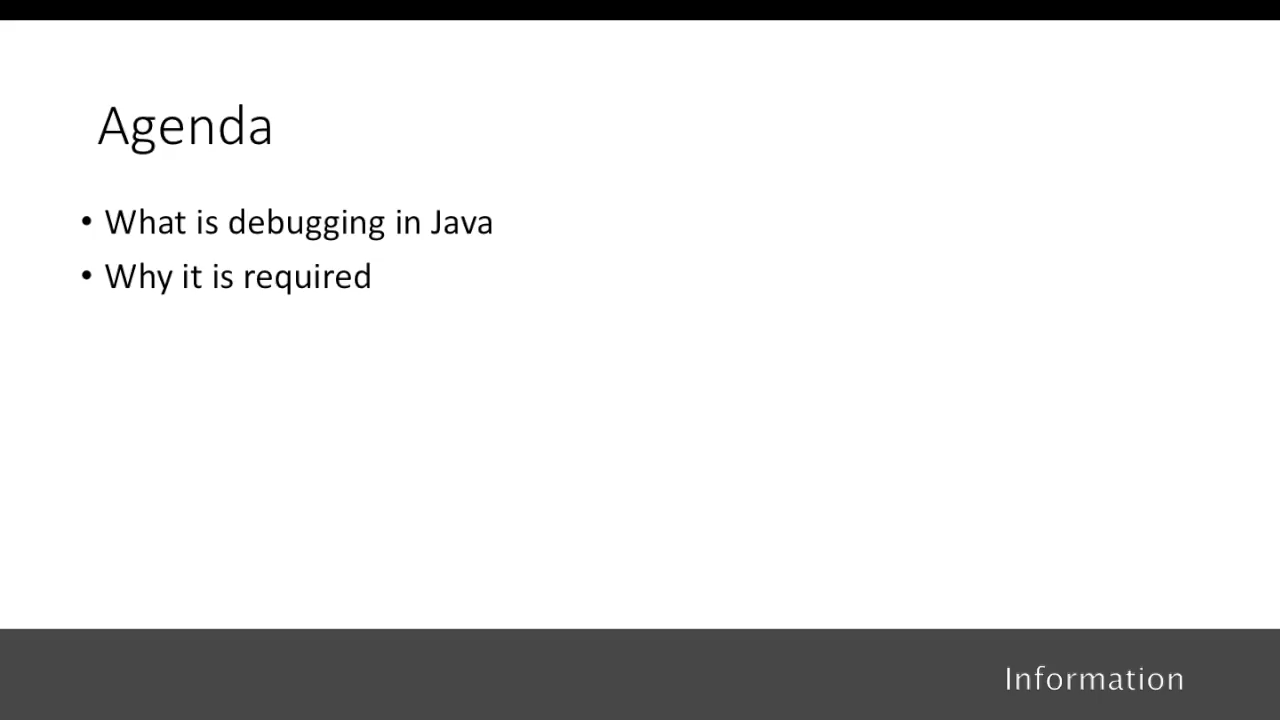 Agenda
• What is debugging in Java
• Why it is required
Information